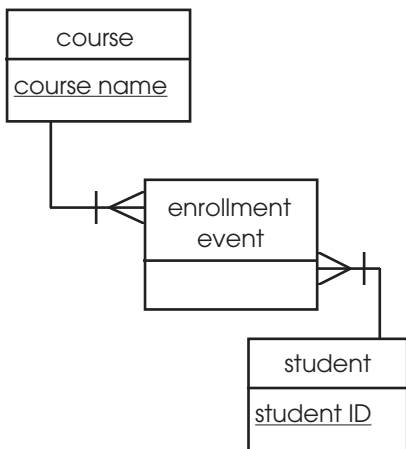 course
course name
enrollment
event
student
student ID